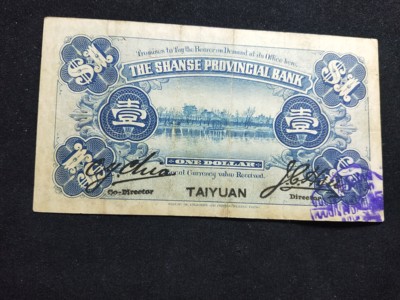 Promises to Pay the Bearer on Demand at its Office here,
$1
$1
THE SHANSE PROVINCIAL BANK
壹
壹
ONE DOLLAR
Local Currency value Received.
$1
Co-Director
TAIYUAN
Director